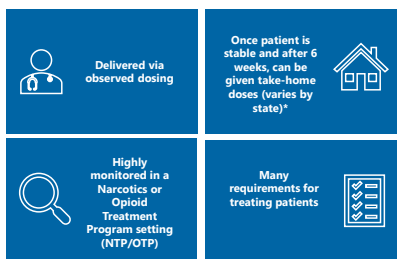 Delivered via
observed dosing
Once patient is
stable and after 6
weeks, can be
given take-home
doses (varies by
state)*
Highly
monitored in a
Narcotics or
Opioid
Treatment
Program setting
(NTP/OTP)
Many
requirements for
treating patients